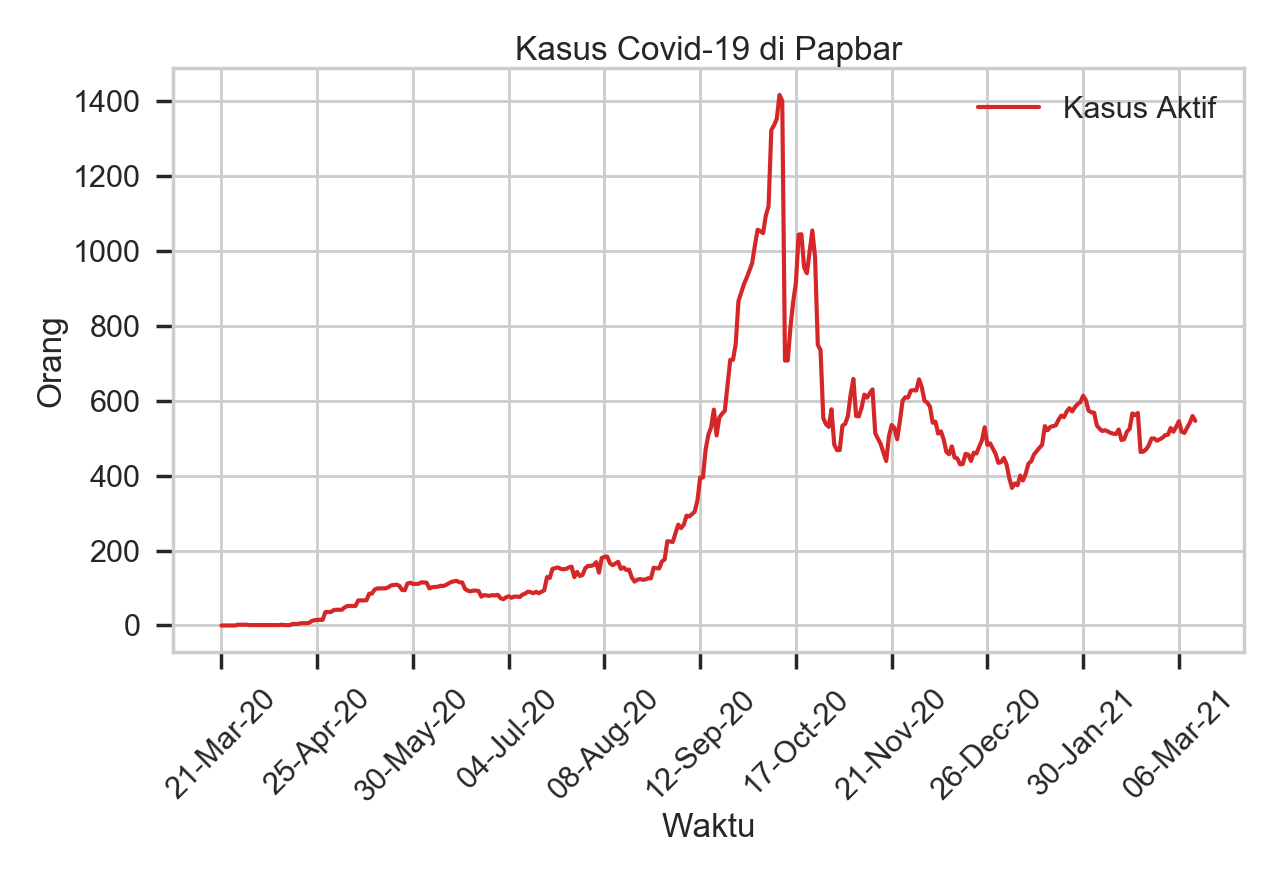 Kasus Covid-19 di Papbar
Kasus Aktif
1400
1200
1000
800
600
400
200
0
Orang
21-Mar-20
25-Apr-20
30-May-20
04-Jul-20
08-Aug-20
12-Sep-20
17-Oct-20
21-Nov-20
26-Dec-20
30-Jan-21
06-Mar-21
Waktu